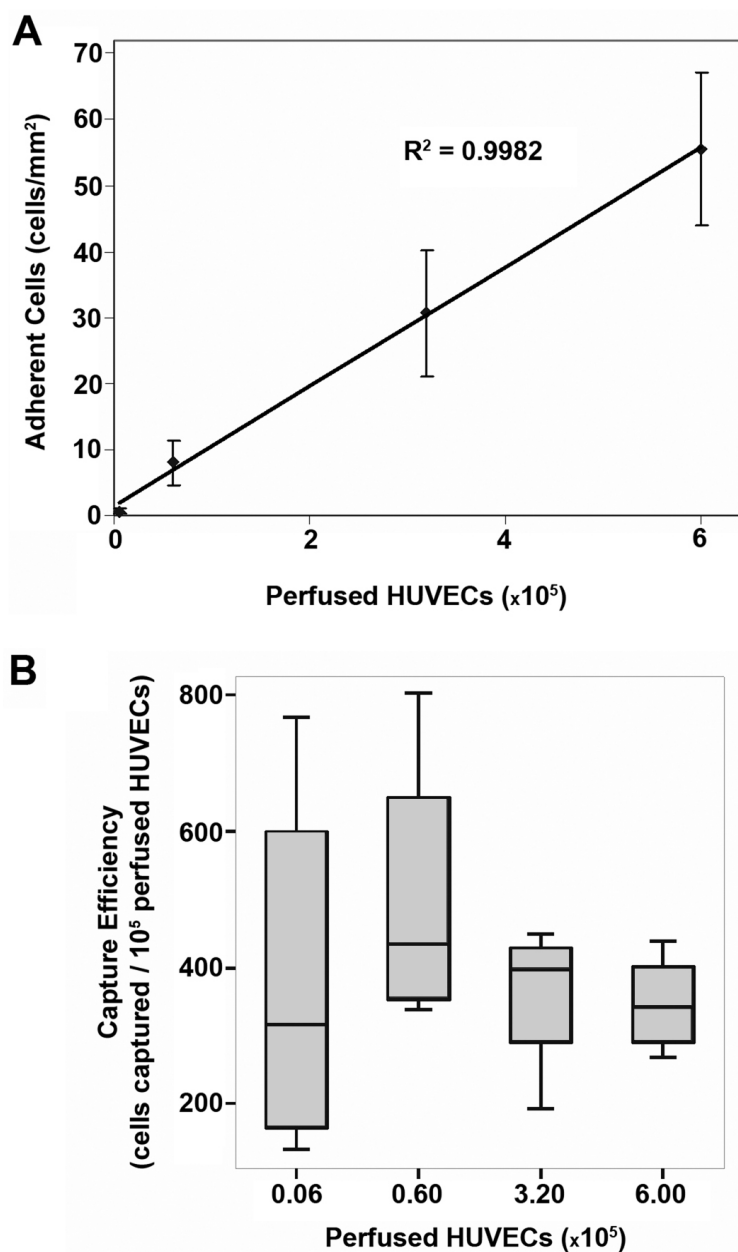 A
70
60
50
40
30
20
10
0
Adherent Cells (cells/mm²)
R² = 0.9982
0 2 4 6
Perfused HUVECs (x10⁵)
B
800
600
400
200
Capture Efficiency
(cells captured / 10⁵ perfused HUVECs)
0.06 0.60 3.20 6.00
Perfused HUVECs (x10⁵)